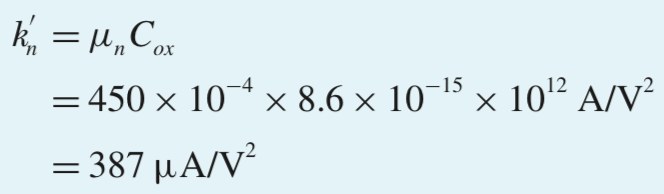 k′ₙ = μₙCₒₓ
= 450 × 10⁻⁴ × 8.6 × 10⁻¹⁵ × 10¹² A/V²
= 387 μA/V²